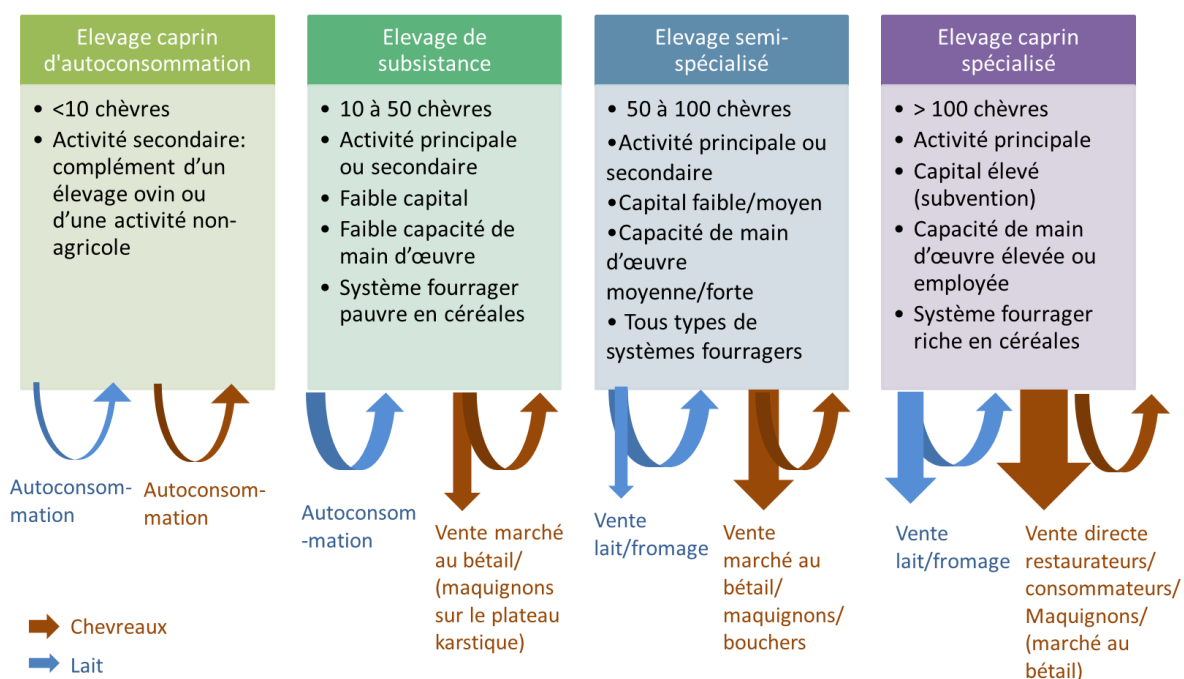 Elevage caprin
d'autoconsommation
• <10 chèvres
• Activité secondaire:
complément d’un
élevage ovin ou
d’une activité non-
agricole
Autoconsom-
mation
Autoconsom-
mation
Elevage de
subsistance
• 10 à 50 chèvres
• Activité principale
ou secondaire
• Faible capital
• Faible capacité de
main d’œuvre
• Système fourrager
pauvre en céréales
Autoconsom
-mation
Vente marché
au bétail/
(maquignons
sur le plateau
karstique)
Elevage semi-
spécialisé
• 50 à 100 chèvres
•Activité principale ou
secondaire
•Capital faible/moyen
•Capacité de main
d’œuvre
moyenne/forte
• Tous types de
systèmes fourragers
Vente
lait/fromage
Vente
marché au
bétail/
maquignons/
bouchers
Elevage caprin
spécialisé
• > 100 chèvres
• Activité principale
• Capital élevé
(subvention)
• Capacité de main
d’œuvre élevée ou
employée
• Système fourrager
riche en céréales
Vente
lait/fromage
Vente directe
restaurateurs/
consommateurs/
Maquignons/
(marché au
bétail)
Chevreaux
Lait